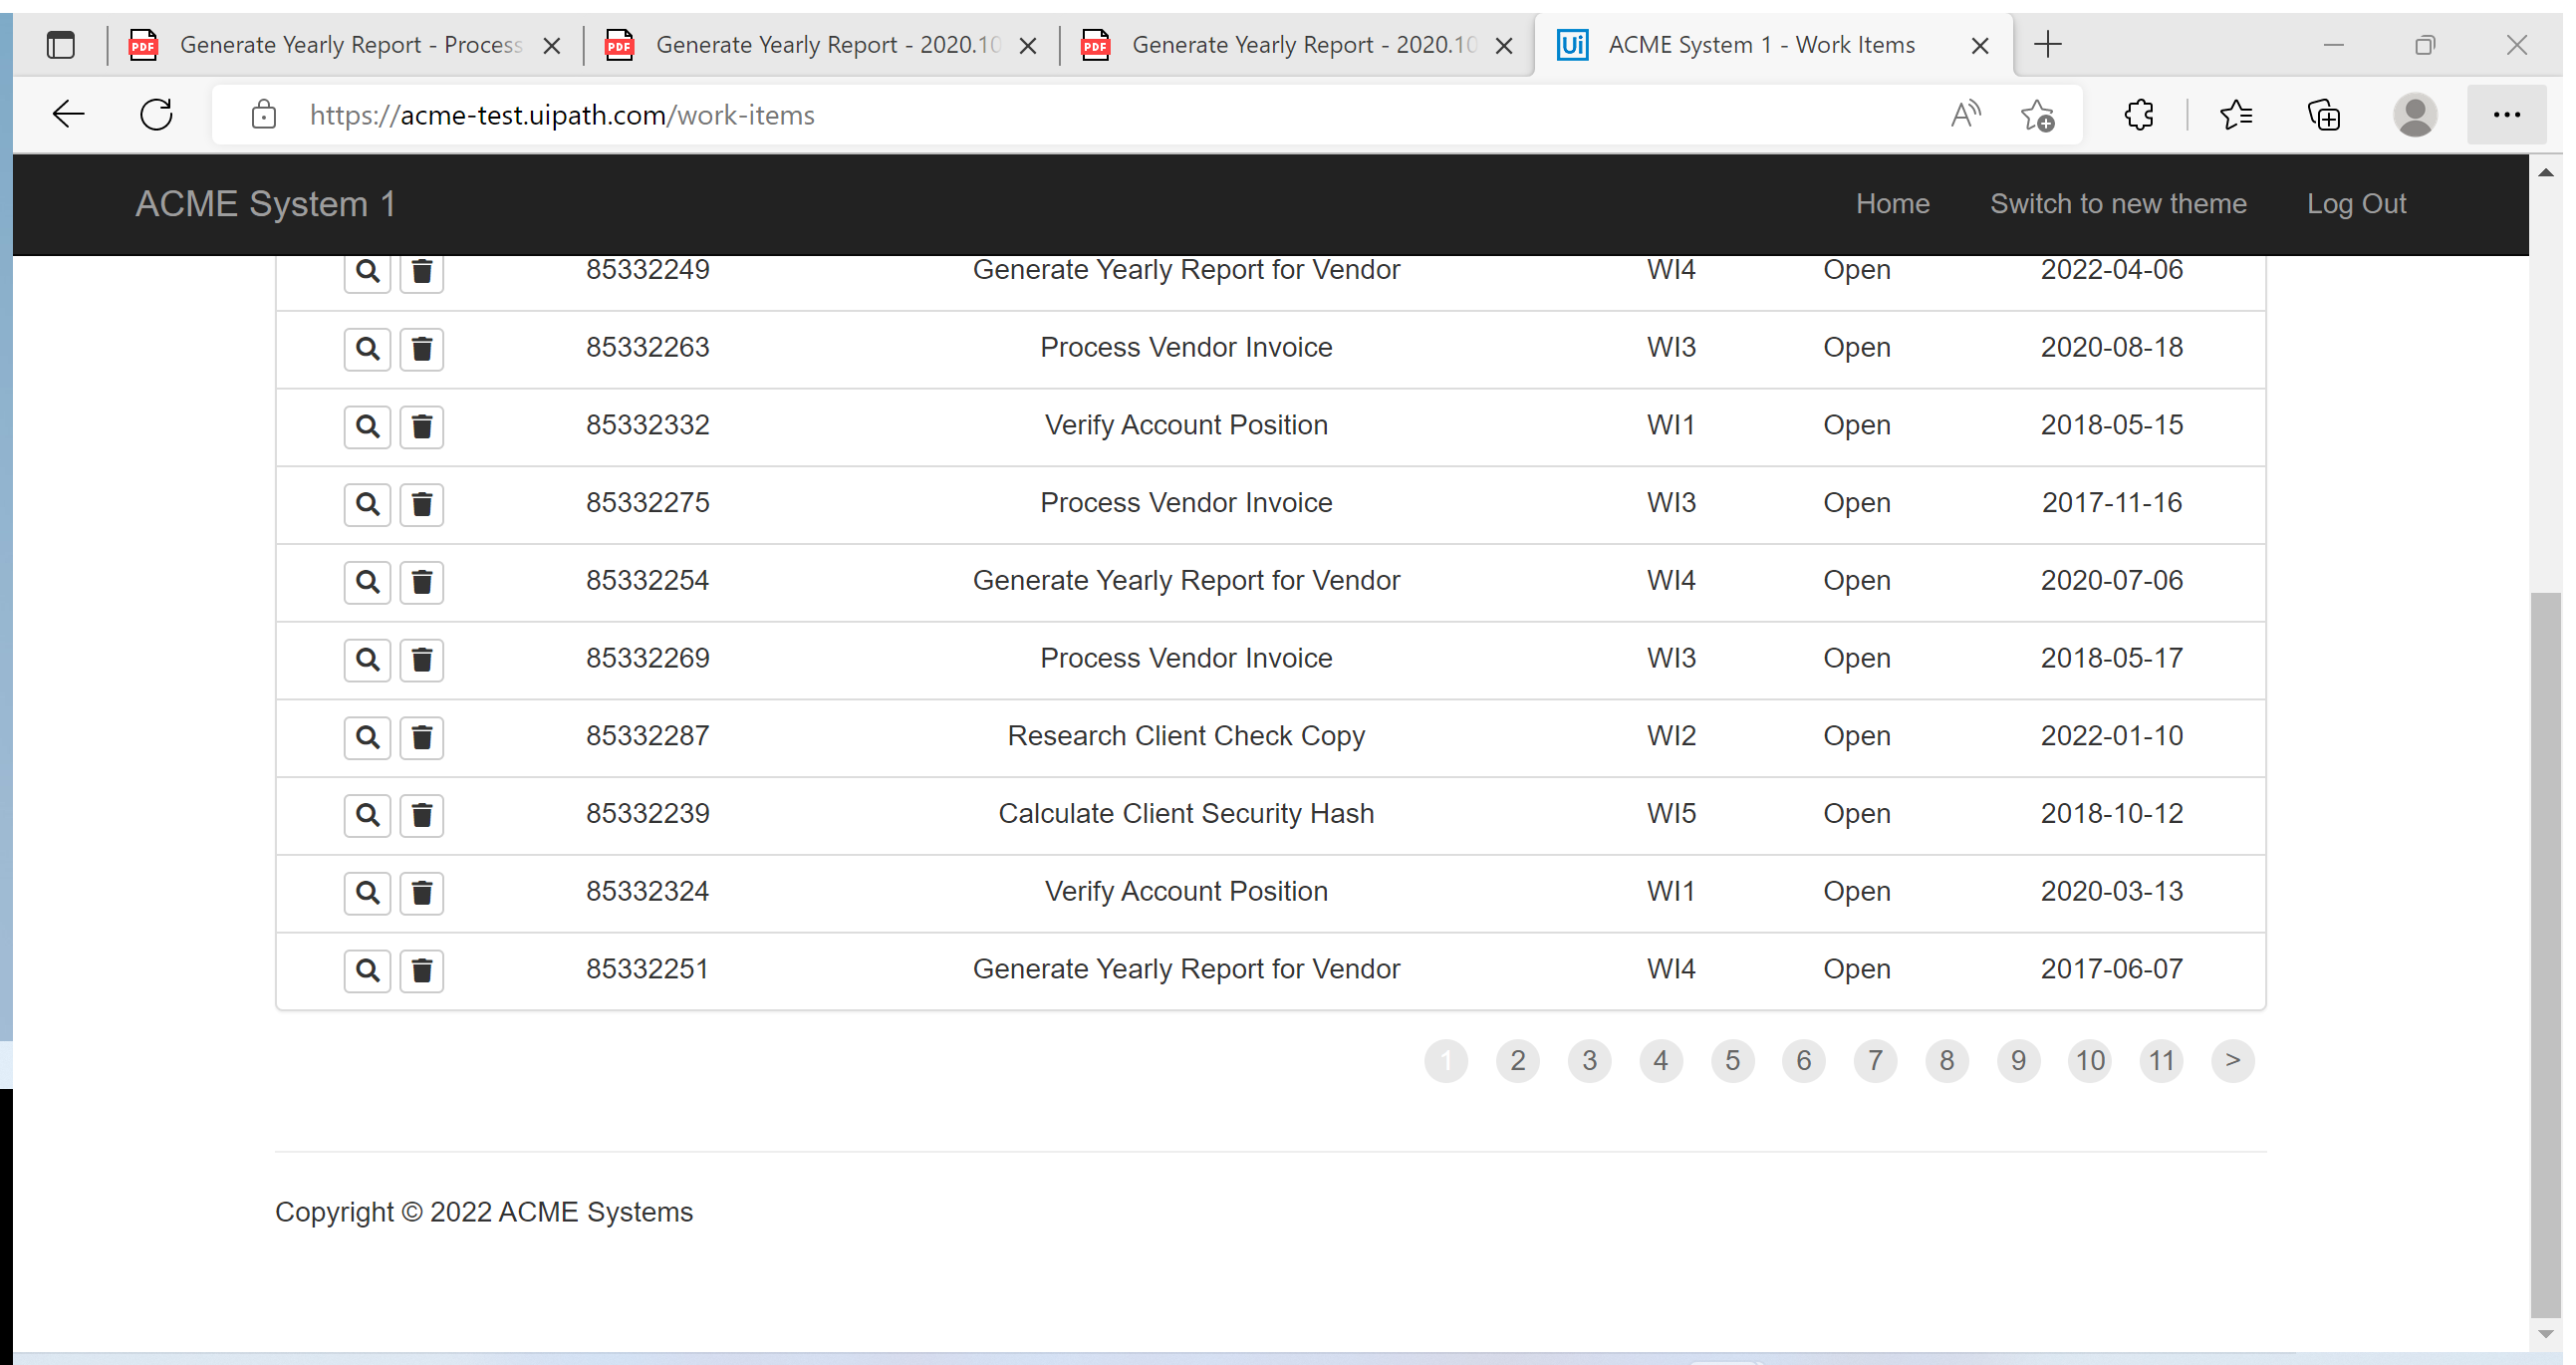 Generate Yearly Report - Process Generate Yearly Report - 2020.10 Generate Yearly Report - 2020.10 ACME System 1 - Work Items
https://acme-test.uipath.com/work-items
ACME System 1 Home Switch to new theme Log Out
85332249 Generate Yearly Report for Vendor WI4 Open 2022-04-06
85332263 Process Vendor Invoice WI3 Open 2020-08-18
85332332 Verify Account Position WI1 Open 2018-05-15
85332275 Process Vendor Invoice WI3 Open 2017-11-16
85332254 Generate Yearly Report for Vendor WI4 Open 2020-07-06
85332269 Process Vendor Invoice WI3 Open 2018-05-17
85332287 Research Client Check Copy WI2 Open 2022-01-10
85332239 Calculate Client Security Hash WI5 Open 2018-10-12
85332324 Verify Account Position WI1 Open 2020-03-13
85332251 Generate Yearly Report for Vendor WI4 Open 2017-06-07
1 2 3 4 5 6 7 8 9 10 11 >
Copyright © 2022 ACME Systems